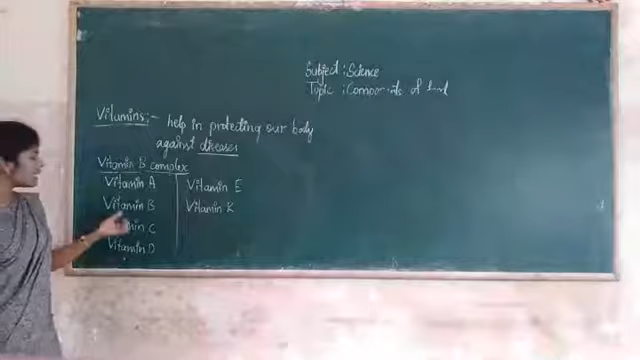 Subject : Science
Topic : Components of food
Vitamins :- help in protecting our body
against diseases
Vitamin B complex
Vitamin A
Vitamin B
min C
Vitamin D
Vitamin E
Vitamin K